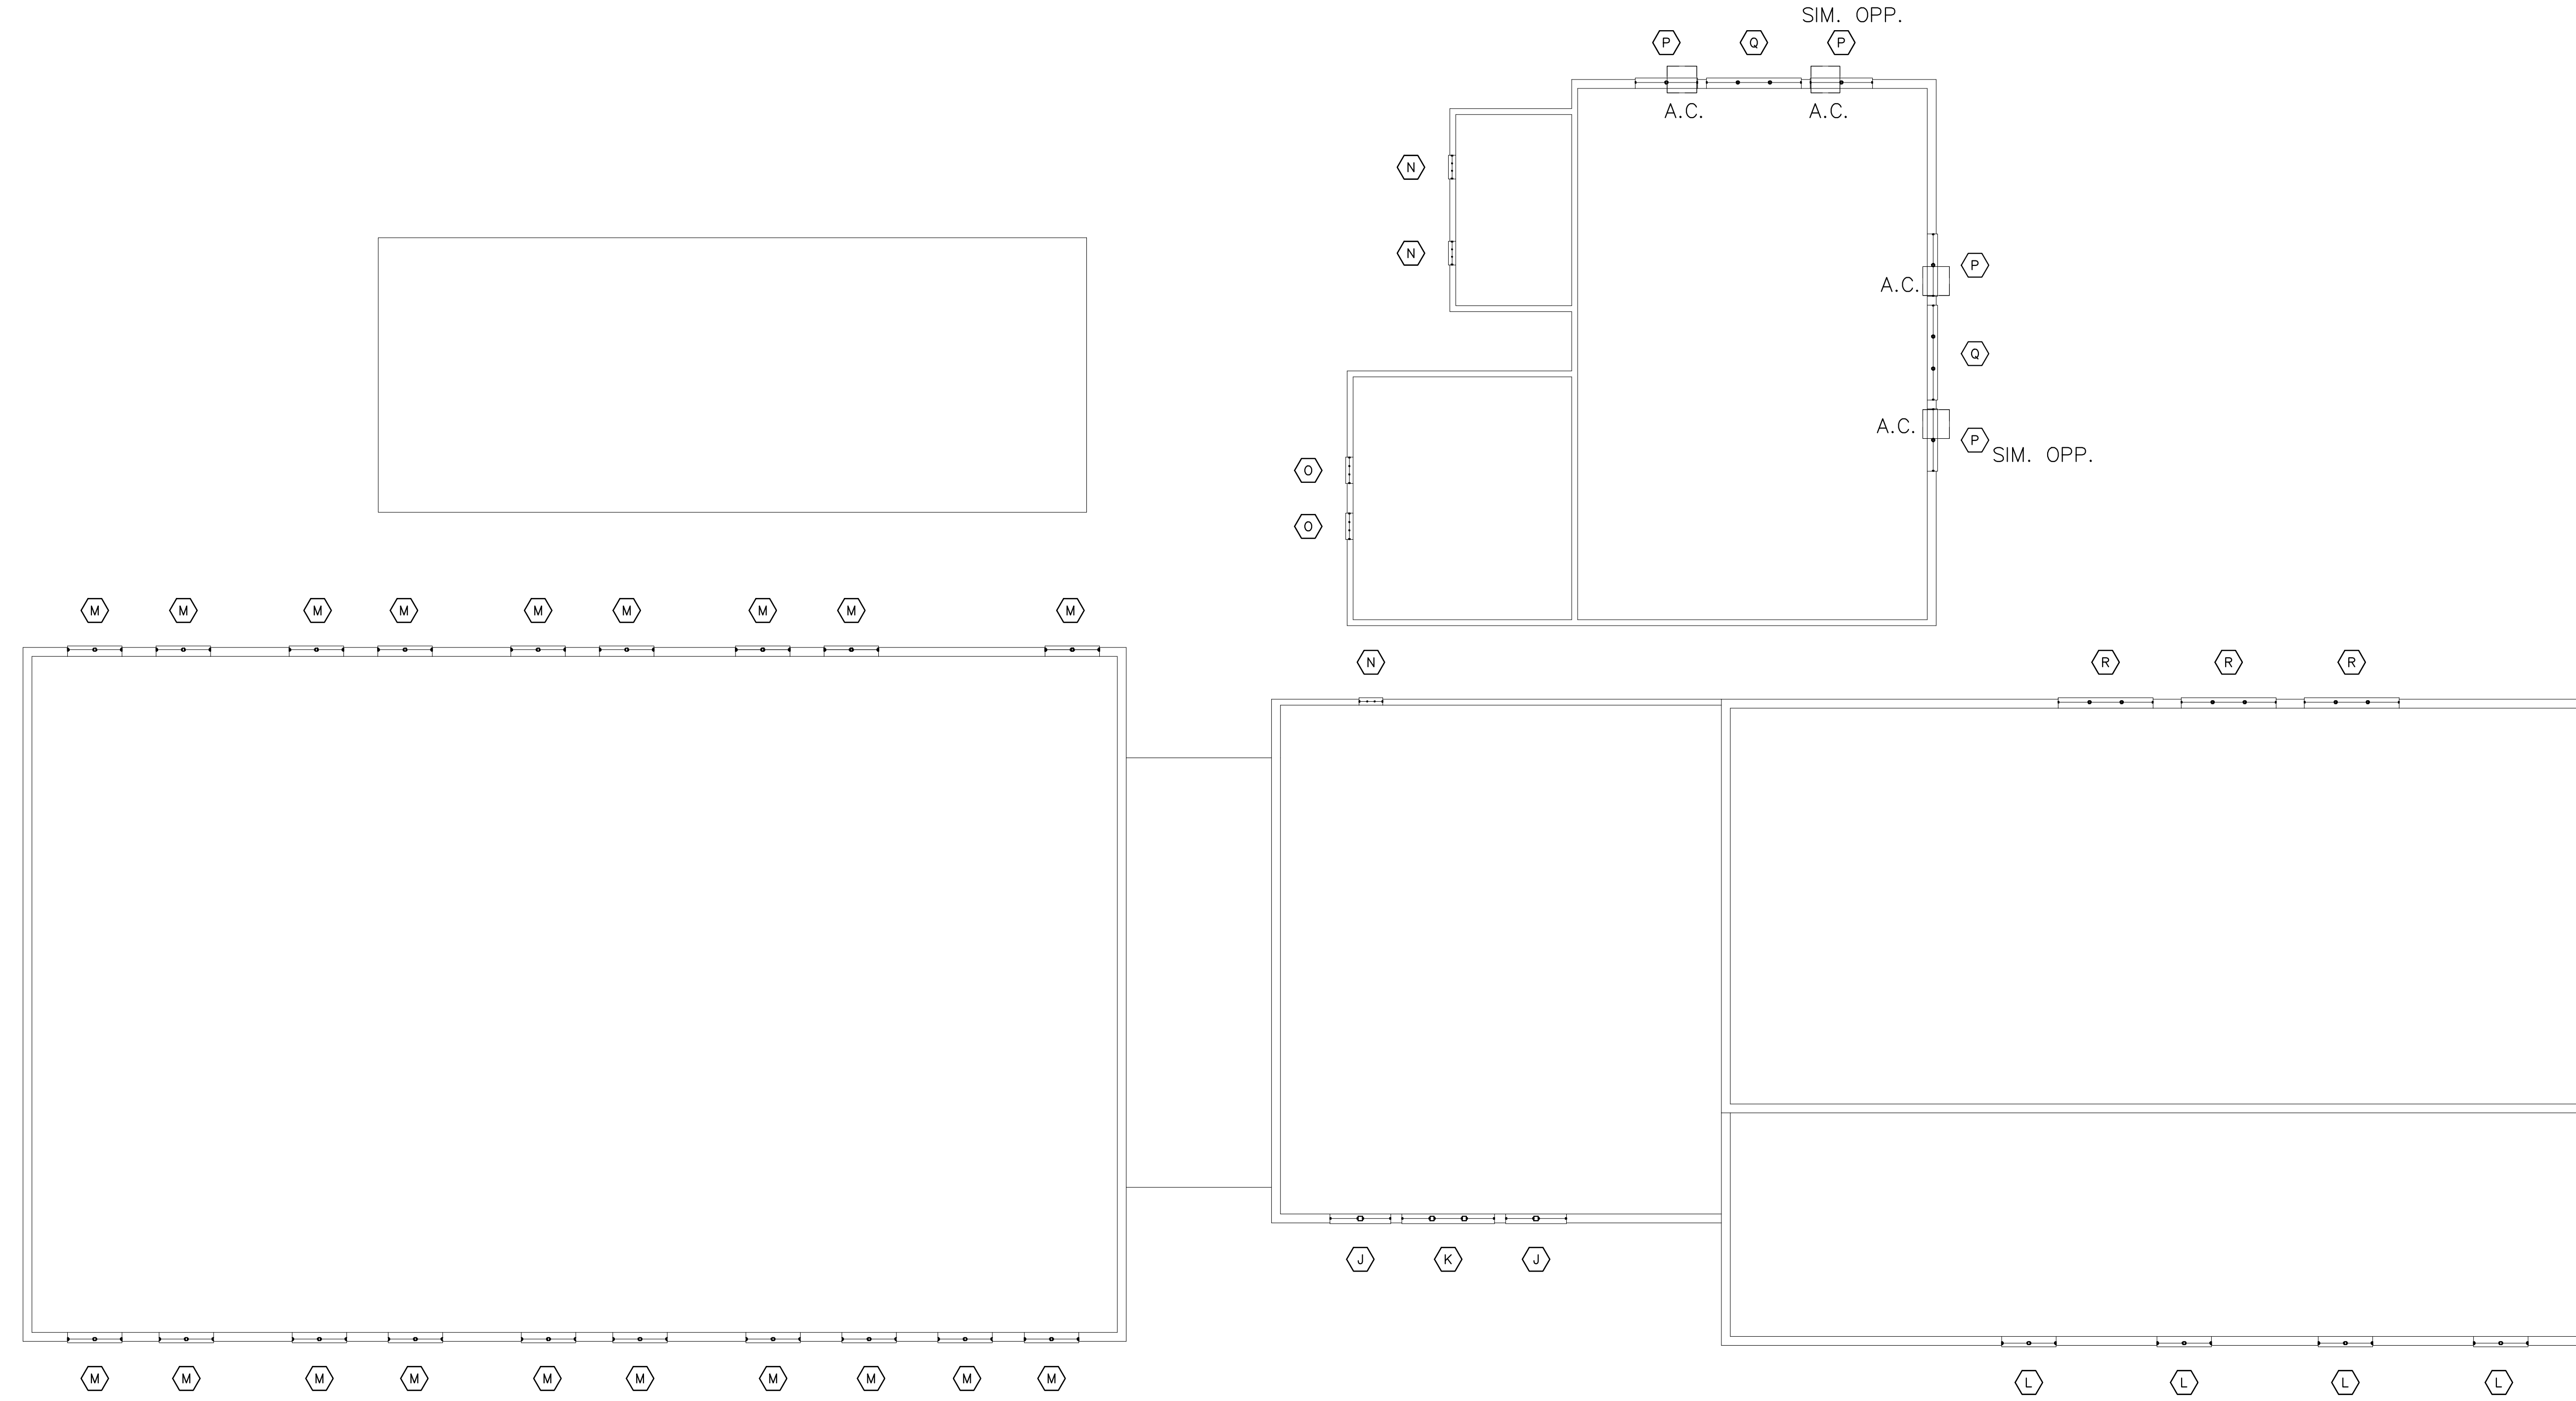 SIM. OPP.
P Q P
A.C. A.C.
N
N
P
A.C.
Q
A.C.
P
SIM. OPP.
O
O
M M M M M M M M M
N R R R
J K J
M M M M M M M M M M
L L L L